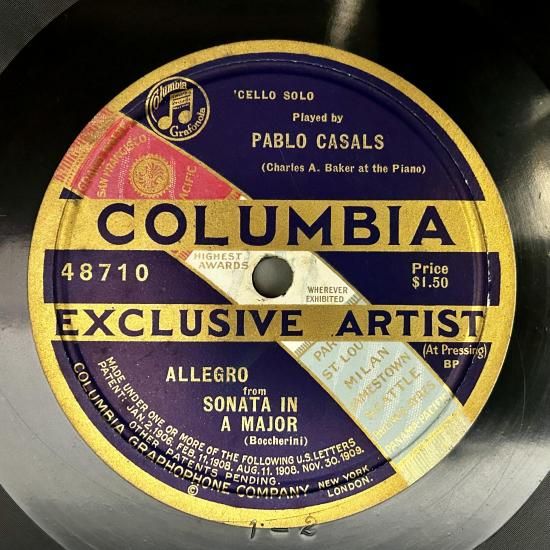 Columbia
Grafonola
'CELLO SOLO
Played by
PABLO CASALS
(Charles A. Baker at the Piano)
SAN FRANCISCO
PACIFIC
COLUMBIA
HIGHEST
AWARDS
48710
Price
$1.50
WHEREVER
EXHIBITED
EXCLUSIVE ARTIST
(At Pressing)
BP
ST. LOU
MILAN
JAMESTOWN
SEATTLE
ALLEGRO
from
SONATA IN
A MAJOR
(Boccherini)
MADE UNDER ONE OR MORE OF THE FOLLOWING U.S. LETTERS
PATENT: JAN. 2, 1906, FEB. 11, 1908, AUG. 11, 1908, NOV. 30, 1909.
OTHER PATENTS PENDING.
COLUMBIA GRAPHOPHONE COMPANY NEW YORK
LONDON.
©
1-2